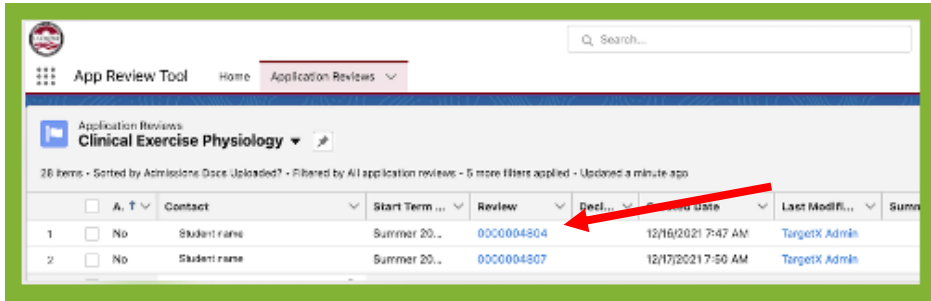 Search...
App Review Tool Home Application Reviews
Application Reviews
Clinical Exercise Physiology
28 items - Sorted by Admissions Docs Uploaded? - Filtered by All application reviews - 5 more filters applied - Updated a minute ago
A. Contact Start Term ... Review Deci... Date Last Modifi... Summ
1 No Student name Summer 20... 0000004804 12/16/2021 7:47 AM TargetX Admin
2 No Student name Summer 20... 0000004807 12/17/2021 7:50 AM TargetX Admin